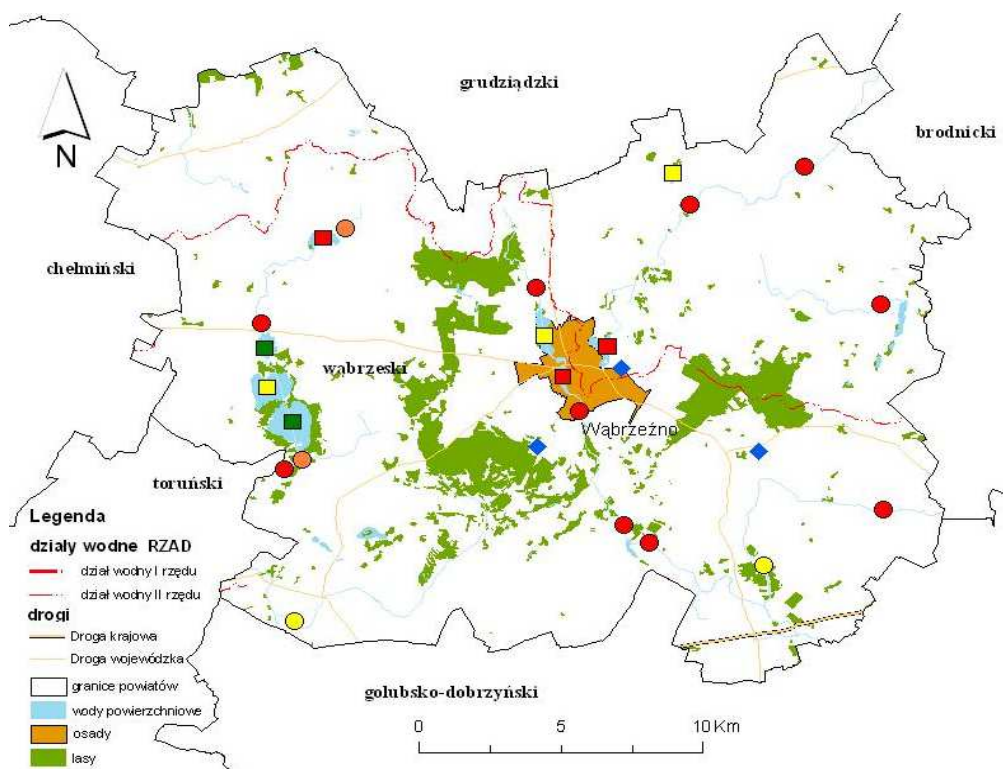 grudziądzki
brodnicki
N
chełmiński
wąbrzeski
Wąbrzeźno
toruński
Legenda
działy wodne RZAD
dział wodny I rzędu
dział wodny II rzędu
drogi
Droga krajowa
Droga wojewódzka
granice powiatów
wody powierzchniowe
osady
lasy
golubsko-dobrzyński
0 5 10 Km